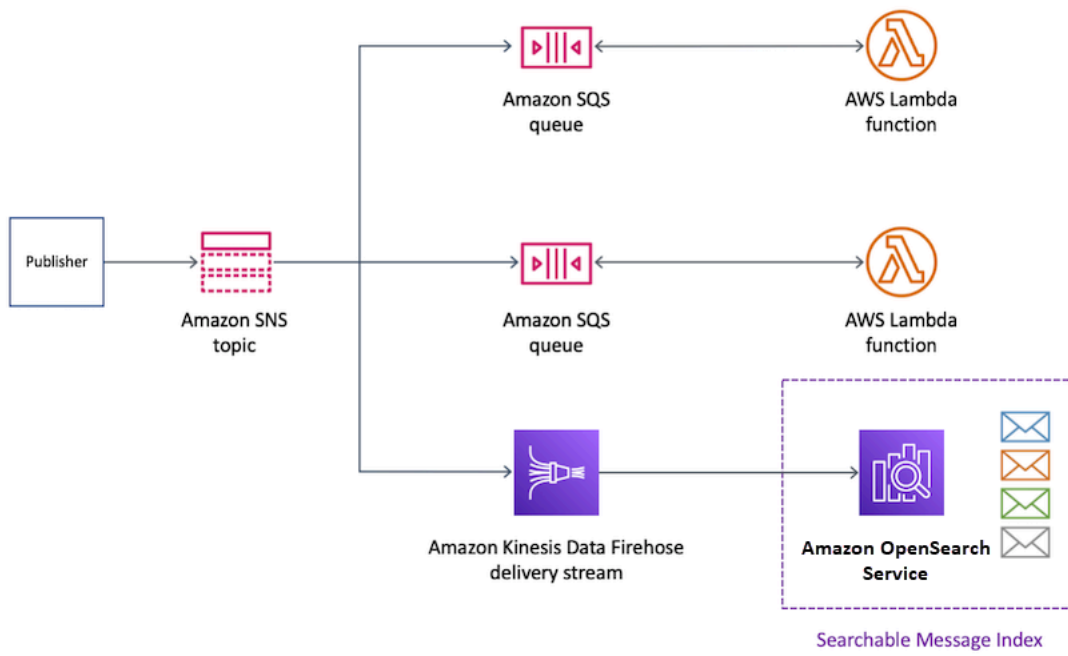 Amazon SQS
queue
AWS Lambda
function
Publisher
Amazon SNS
topic
Amazon SQS
queue
AWS Lambda
function
Amazon Kinesis Data Firehose
delivery stream
Amazon OpenSearch
Service
Searchable Message Index